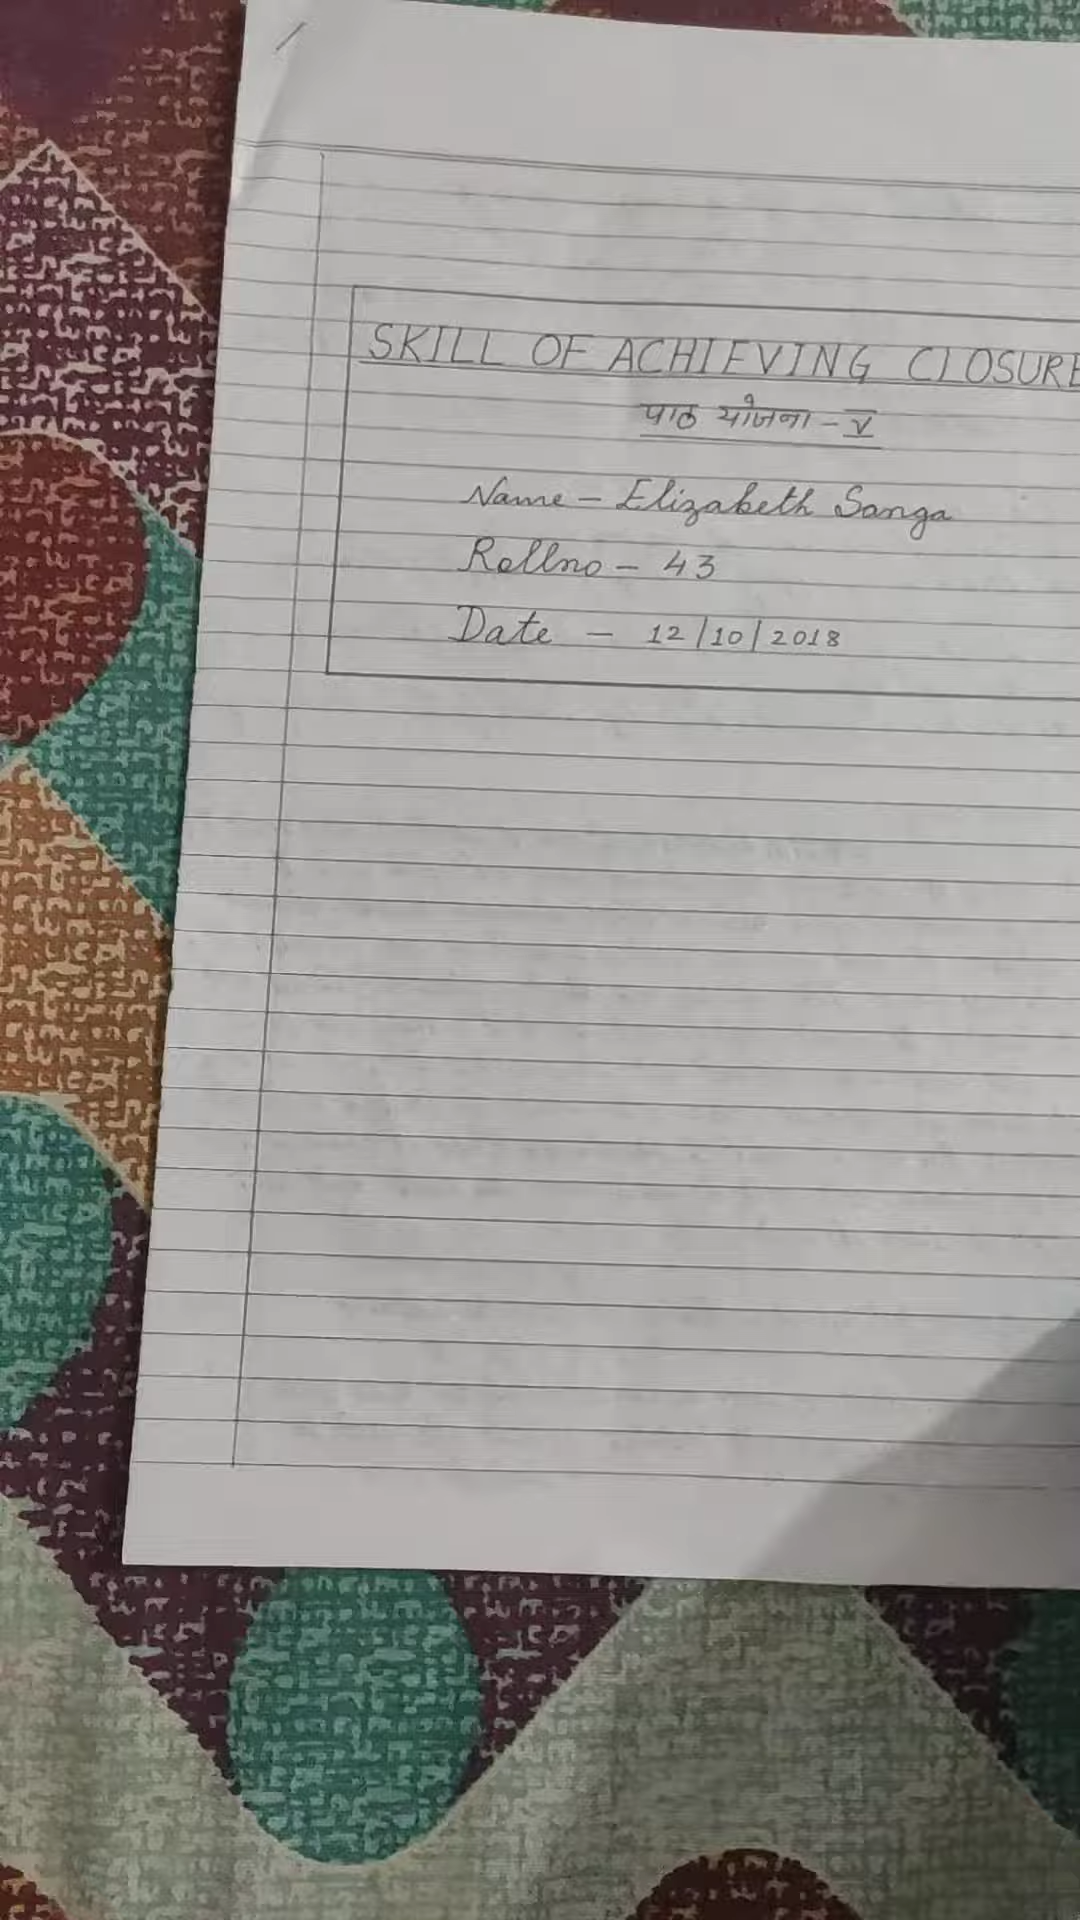 SKILL OF ACHIEVING CLOSURE
पाठ योजना - V
Name - Elizabeth Sanga
Rollno - 43
Date - 12/10/2018